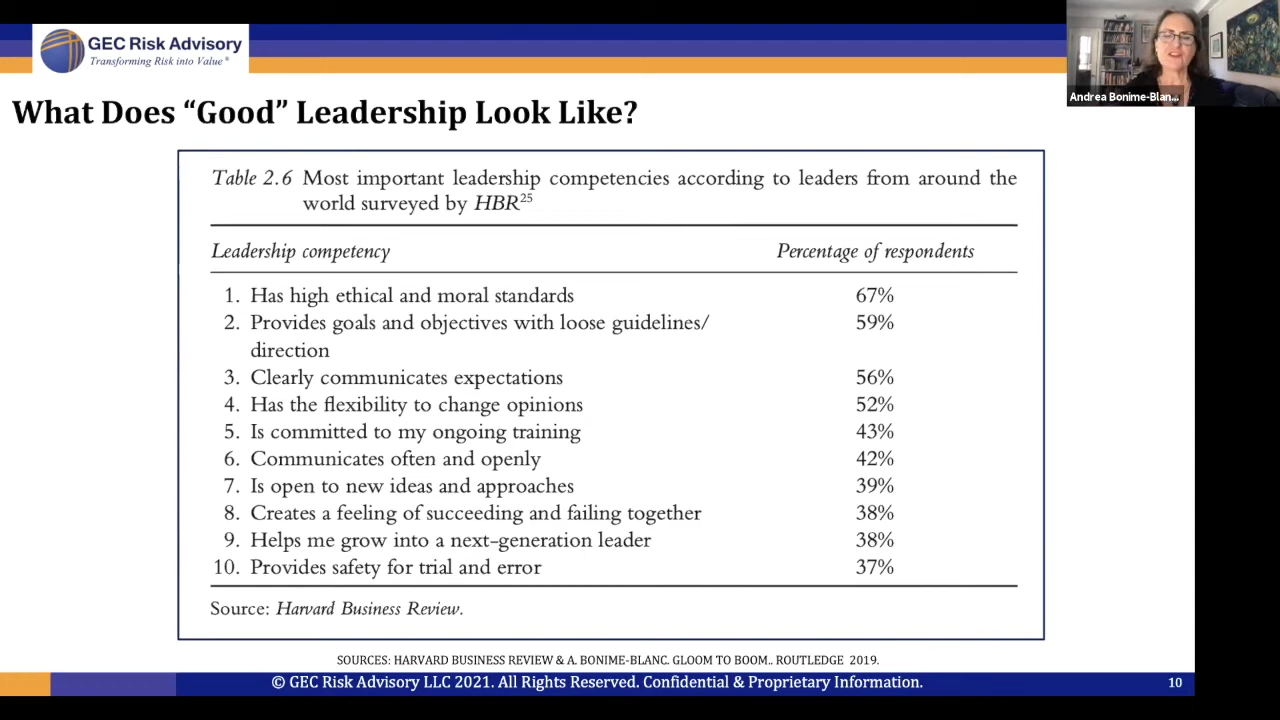 GEC Risk Advisory
Transforming Risk into Value®
Andrea Bonime-Blan...
What Does “Good” Leadership Look Like?
Table 2.6 Most important leadership competencies according to leaders from around the
world surveyed by HBR25
Leadership competency Percentage of respondents
1. Has high ethical and moral standards 67%
2. Provides goals and objectives with loose guidelines/ 59%
direction
3. Clearly communicates expectations 56%
4. Has the flexibility to change opinions 52%
5. Is committed to my ongoing training 43%
6. Communicates often and openly 42%
7. Is open to new ideas and approaches 39%
8. Creates a feeling of succeeding and failing together 38%
9. Helps me grow into a next-generation leader 38%
10. Provides safety for trial and error 37%
Source: Harvard Business Review.
SOURCES: HARVARD BUSINESS REVIEW & A. BONIME-BLANC. GLOOM TO BOOM.. ROUTLEDGE 2019.
© GEC Risk Advisory LLC 2021. All Rights Reserved. Confidential & Proprietary Information. 10